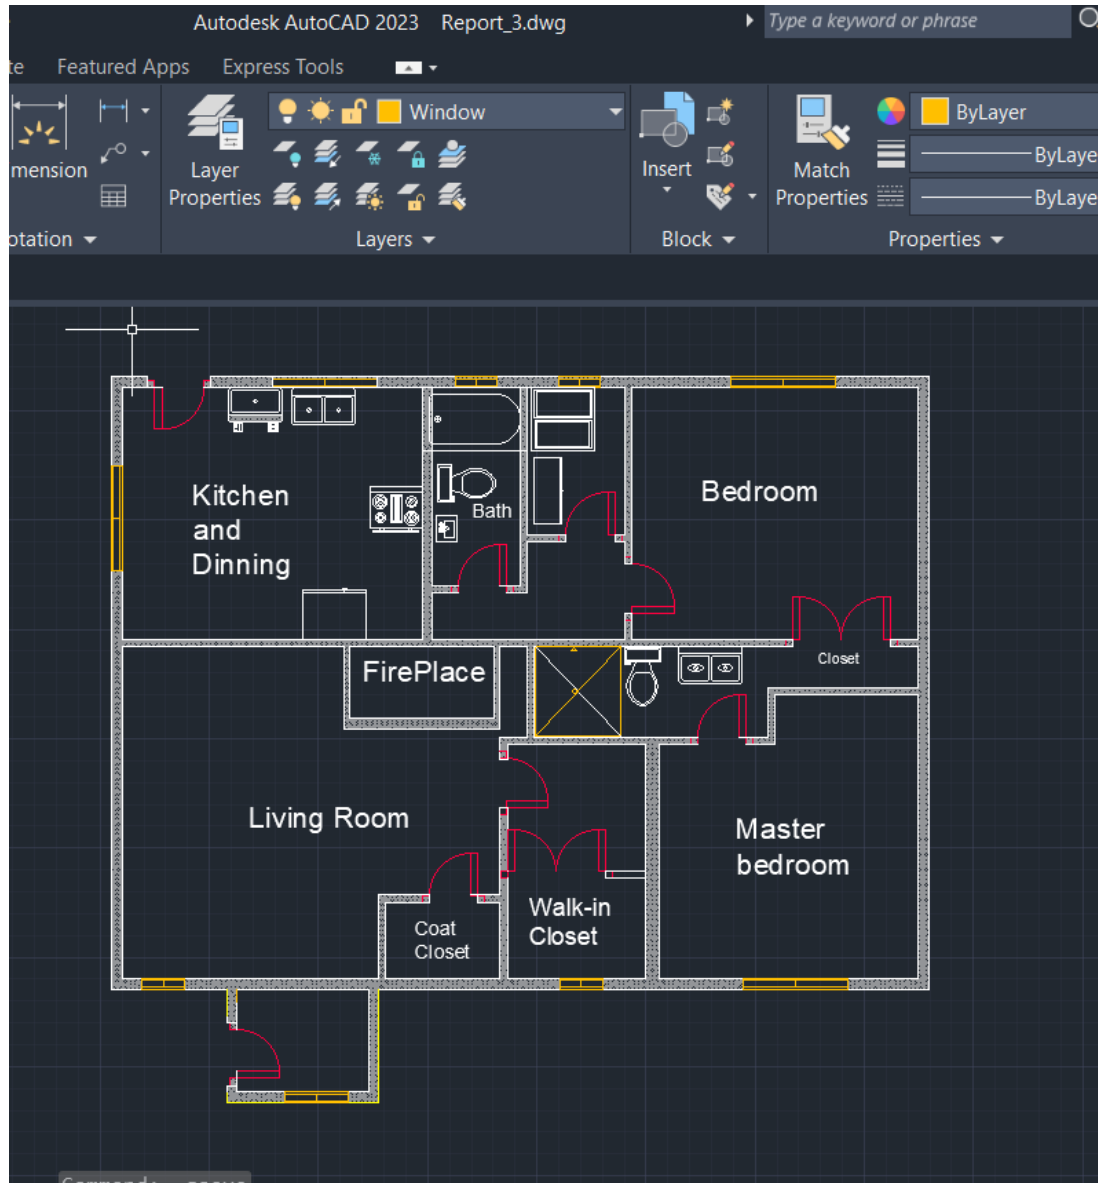 Autodesk AutoCAD 2023 Report_3.dwg
Type a keyword or phrase
te Featured Apps Express Tools
Window
ByLayer
mension
Layer
Properties
Insert
Match
Properties
ByLaye
ByLaye
otation
Layers
Block
Properties
Kitchen
and
Dinning
Bath
Bedroom
Closet
FirePlace
Living Room
Master
bedroom
Walk-in
Closet
Coat
Closet